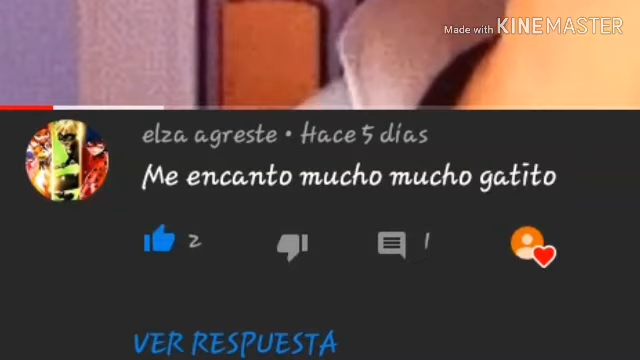 Made with KINEMASTER
elza agreste • Hace 5 días
Me encanto mucho mucho gatito
2 1
VER RESPUESTA